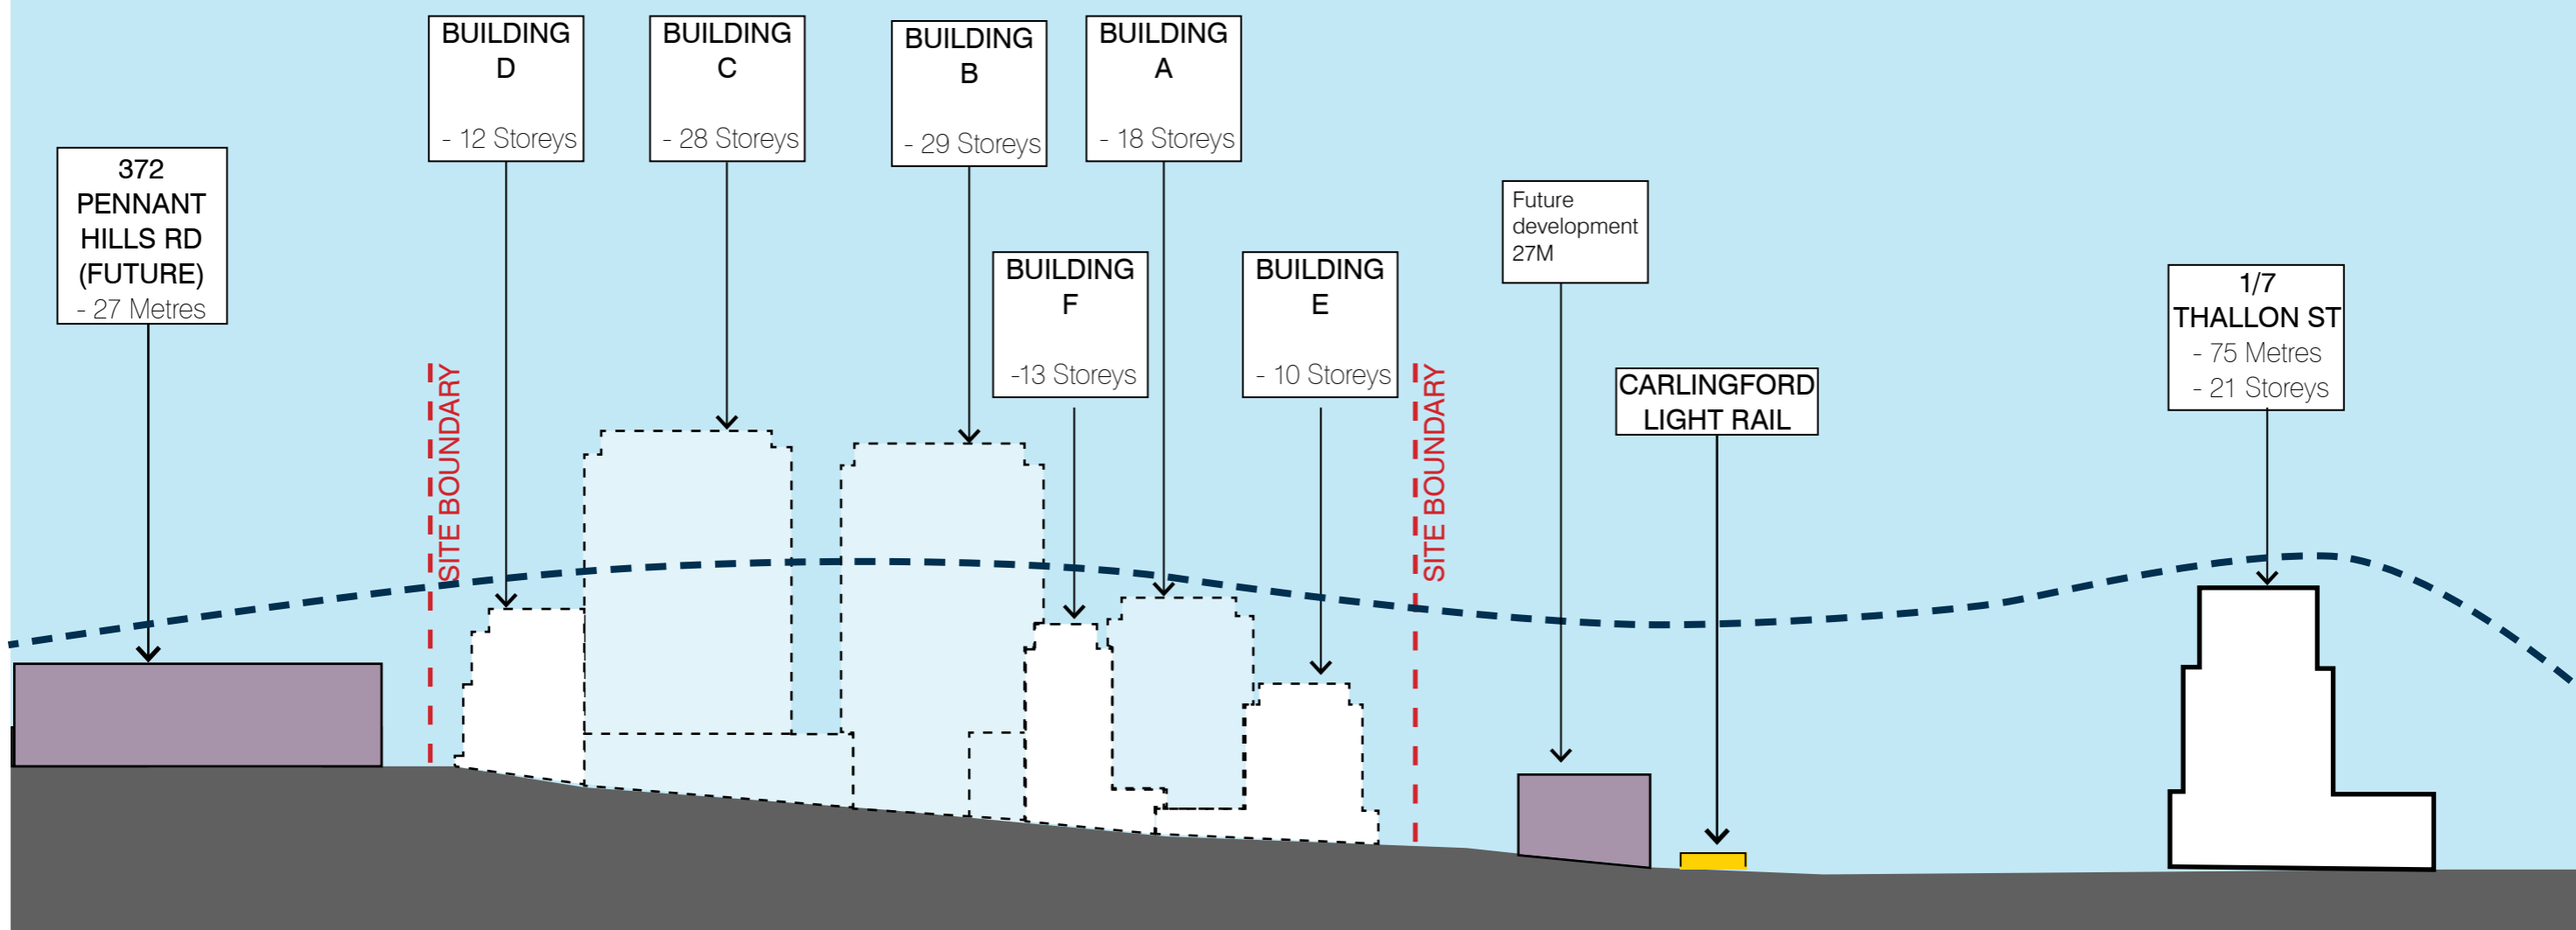 BUILDING
D
- 12 Storeys
BUILDING
C
- 28 Storeys
BUILDING
B
- 29 Storeys
BUILDING
A
- 18 Storeys
372
PENNANT
HILLS RD
(FUTURE)
- 27 Metres
Future
development
27M
BUILDING
F
-13 Storeys
BUILDING
E
- 10 Storeys
1/7
THALLON ST
- 75 Metres
- 21 Storeys
SITE BOUNDARY
SITE BOUNDARY
CARLINGFORD
LIGHT RAIL